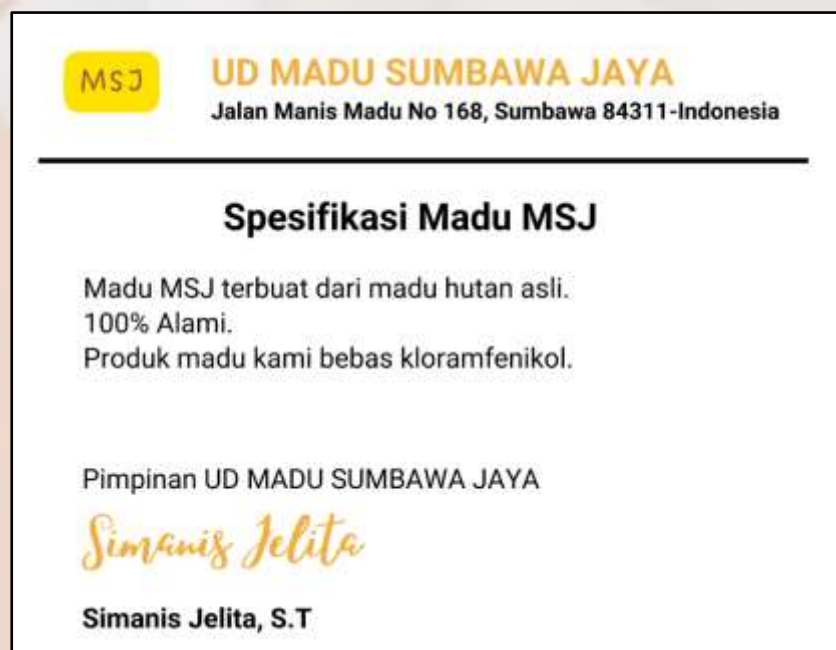 MSJ
UD MADU SUMBAWA JAYA
Jalan Manis Madu No 168, Sumbawa 84311-Indonesia
Spesifikasi Madu MSJ
Madu MSJ terbuat dari madu hutan asli.
100% Alami.
Produk madu kami bebas kloramfenikol.
Pimpinan UD MADU SUMBAWA JAYA
Simanis Jelita
Simanis Jelita, S.T